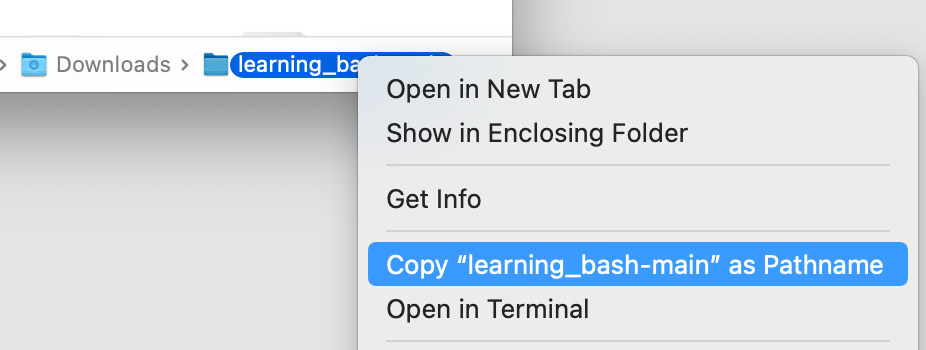 Downloads > learning_ba
Open in New Tab
Show in Enclosing Folder
Get Info
Copy “learning_bash-main” as Pathname
Open in Terminal